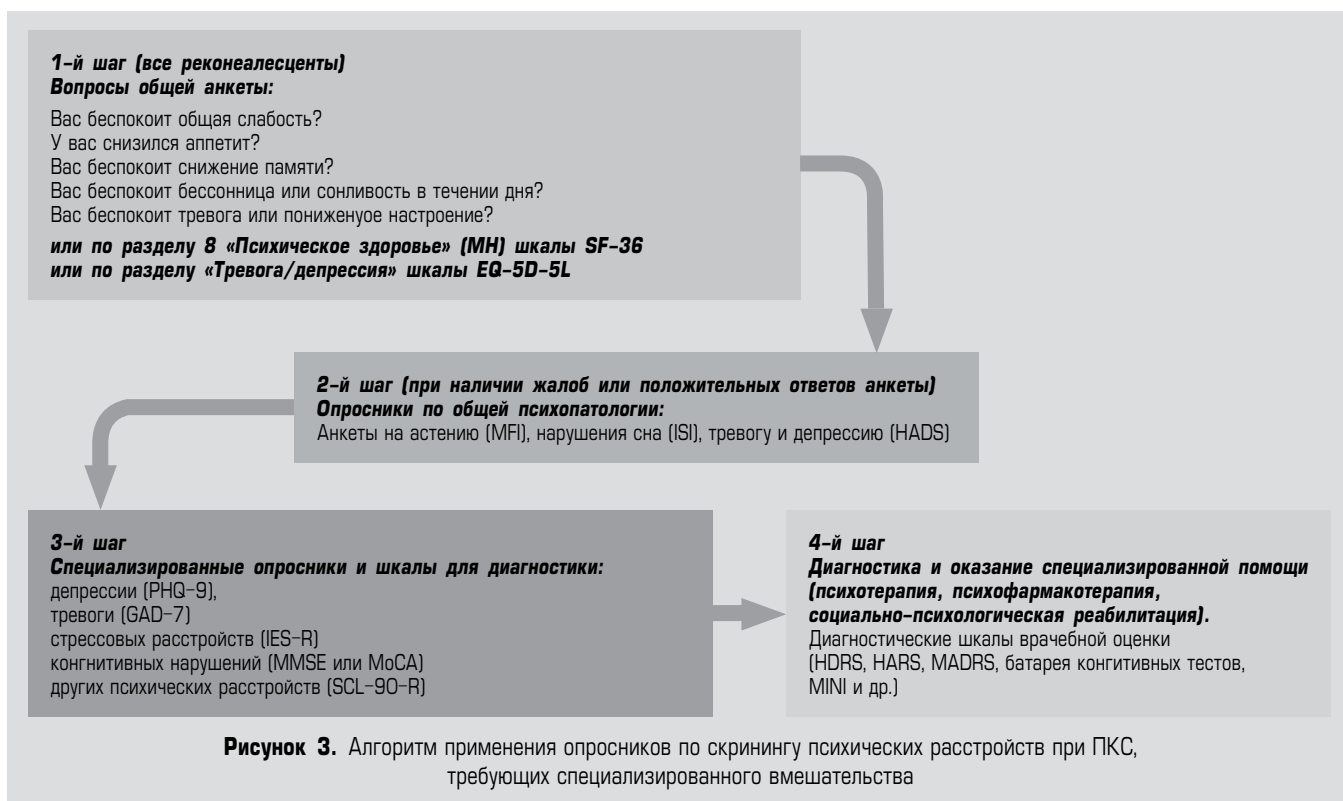 1-й шаг (все реконеалесценты)
Вопросы общей анкеты:
Вас беспокоит общая слабость?
У вас снизился аппетит?
Вас беспокоит снижение памяти?
Вас беспокоит бессонница или сонливость в течении дня?
Вас беспокоит тревога или пониженуое настроение?
или по разделу 8 «Психическое здоровье» (МН) шкалы SF-36
или по разделу «Тревога/депрессия» шкалы EQ-5D-5L
2-й шаг (при наличии жалоб или положительных ответов анкеты)
Опросники по общей психопатологии:
Анкеты на астению (MFI), нарушения сна (ISI), тревогу и депрессию (HADS)
3-й шаг
Специализированные опросники и шкалы для диагностики:
депрессии (PHQ-9),
тревоги (GAD-7)
стрессовых расстройств (IES-R)
конгнитивных нарушений (MMSE или MoCA)
других психических расстройств (SCL-90-R)
4-й шаг
Диагностика и оказание специализированной помощи
(психотерапия, психофармакотерапия,
социально-психологическая реабилитация).
Диагностические шкалы врачебной оценки
(HDRS, HARS, MADRS, батарея конгитивных тестов,
MINI и др.)
Рисунок 3. Алгоритм применения опросников по скринингу психических расстройств при ПКС,
требующих специализированного вмешательства